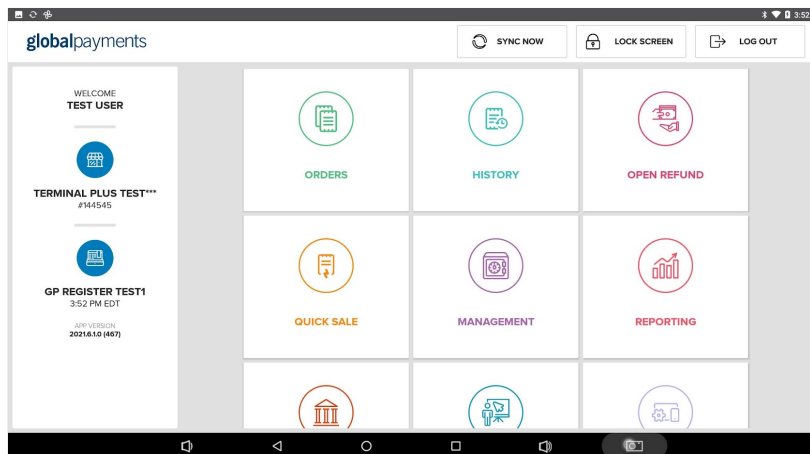 3:52
globalpayments
SYNC NOW
LOCK SCREEN
LOG OUT
WELCOME
TEST USER
TERMINAL PLUS TEST***
#144545
GP REGISTER TEST1
3:52 PM EDT
APP VERSION
2021.6.1.0 (467)
ORDERS
HISTORY
OPEN REFUND
QUICK SALE
MANAGEMENT
REPORTING